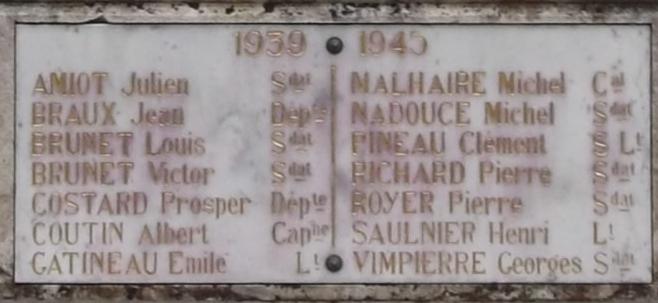 1939 1945
AMIOT Julien Sdat
BRAUX Jean Dépté
BRUNET Louis Sdat
BRUNET Victor Sdat
COSTARD Prosper Dépté
COUTIN Albert Capne
GATINEAU Emile Lt
MALHAIRE Michel Cal
NADOUCE Michel Sdat
PINEAU Clément S Lt
RICHARD Pierre Sdat
ROYER Pierre Sdat
SAULNIER Henri Lt
VIMPIERRE Georges Sdat